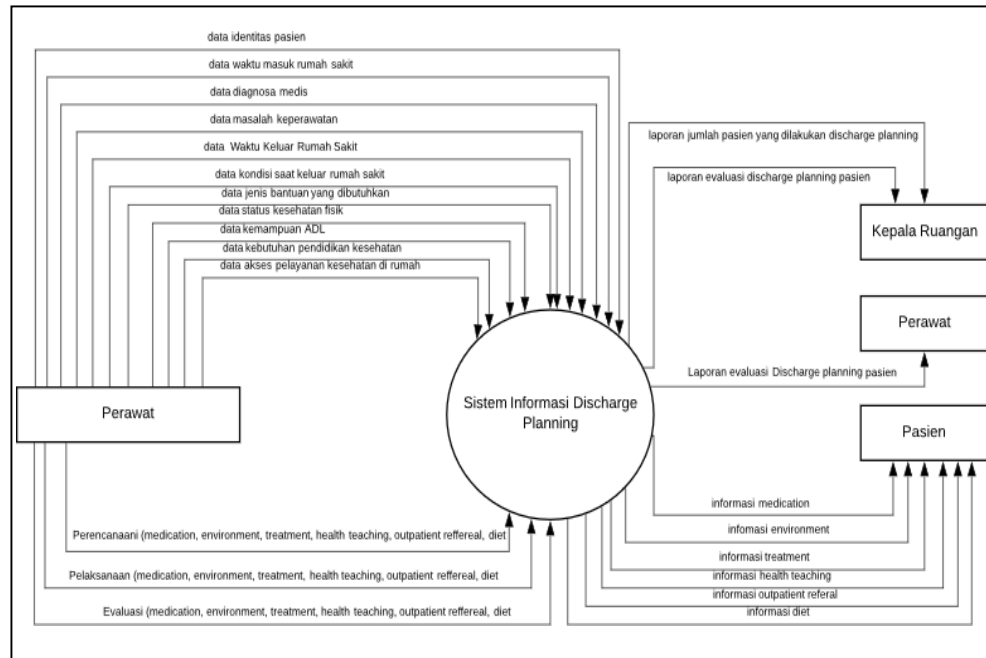 data identitas pasien
data waktu masuk rumah sakit
data diagnosa medis
data masalah keperawatan
data Waktu Keluar Rumah Sakit
data kondisi saat keluar rumah sakit
data jenis bantuan yang dibutuhkan
data status kesehatan fisik
data kemampuan ADL
data kebutuhan pendidikan kesehatan
data akses pelayanan kesehatan di rumah
laporan jumlah pasien yang dilakukan discharge planning
laporan evaluasi discharge planning pasien
Kepala Ruangan
Perawat
Laporan evaluasi Discharge planning pasien
Perawat
Sistem Informasi Discharge
Planning
Pasien
informasi medication
infomasi environment
informasi treatment
informasi health teaching
informasi outpatient referal
informasi diet
Perencanaani (medication, environment, treatment, health teaching, outpatient reffereal, diet
Pelaksanaan (medication, environment, treatment, health teaching, outpatient reffereal, diet
Evaluasi (medication, environment, treatment, health teaching, outpatient reffereal, diet